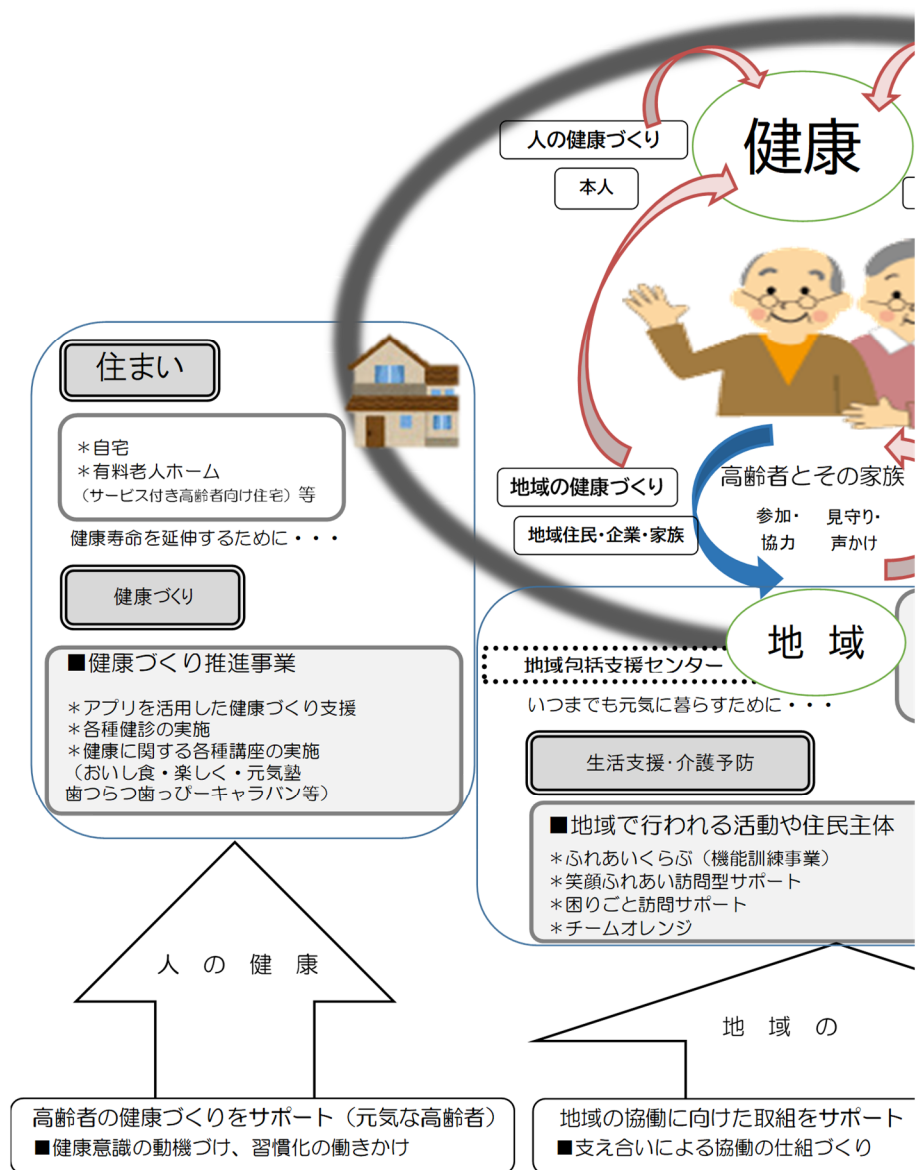 健康
人の健康づくり
本人
住まい
＊自宅
＊有料老人ホーム
（サービス付き高齢者向け住宅）等
健康寿命を延伸するために・・・
健康づくり
■健康づくり推進事業
＊アプリを活用した健康づくり支援
＊各種健診の実施
＊健康に関する各種講座の実施
（おいし食・楽しく・元気塾
歯つらつ歯っぴーキャラバン等）
地域の健康づくり
地域住民・企業・家族
高齢者とその家族
参加・
協力
見守り・
声かけ
地 域
地域包括支援センター
いつまでも元気に暮らすために・・・
生活支援・介護予防
■地域で行われる活動や住民主体
＊ふれあいくらぶ（機能訓練事業）
＊笑顔ふれあい訪問型サポート
＊困りごと訪問サポート
＊チームオレンジ
人 の 健 康
地 域 の
高齢者の健康づくりをサポート（元気な高齢者）
■健康意識の動機づけ、習慣化の働きかけ
地域の協働に向けた取組をサポート
■支え合いによる協働の仕組づくり